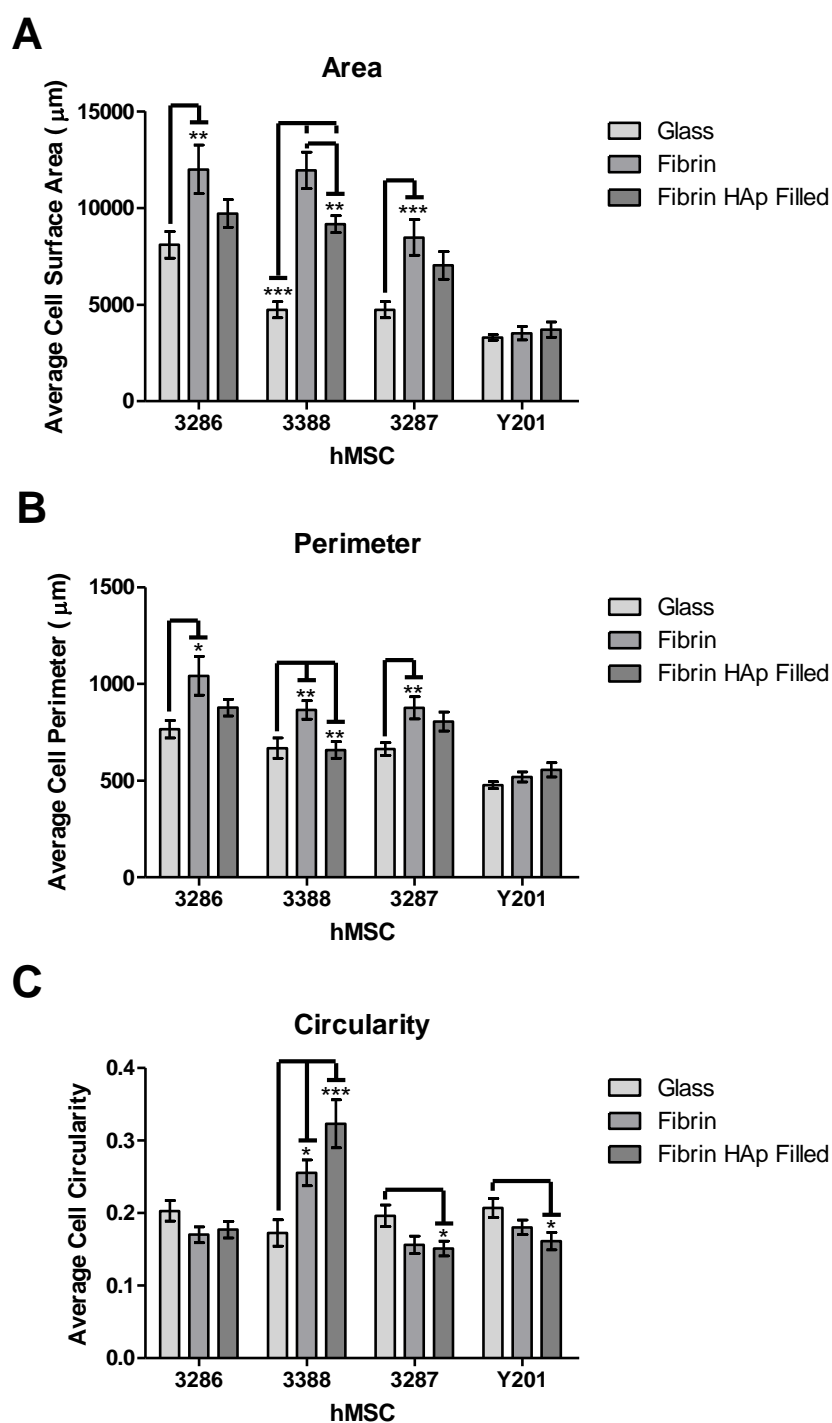 A
Area
Average Cell Surface Area ( μm)
15000
10000
5000
0
**
***
**
***
3286 3388 3287 Y201
hMSC
Glass
Fibrin
Fibrin HAp Filled
B
Perimeter
Average Cell Perimeter ( μm)
1500
1000
500
0
*
**
**
**
3286 3388 3287 Y201
hMSC
Glass
Fibrin
Fibrin HAp Filled
C
Circularity
Average Cell Circularity
0.4
0.3
0.2
0.1
0.0
*
***
*
*
3286 3388 3287 Y201
hMSC
Glass
Fibrin
Fibrin HAp Filled